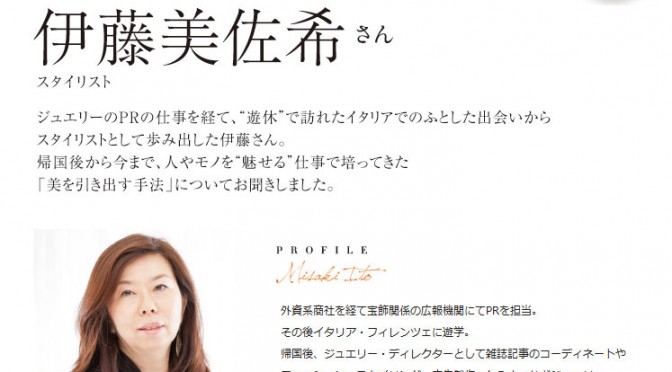 伊藤美佐希さん
スタイリスト
ジュエリーのPRの仕事を経て、“遊休”で訪れたイタリアでのふとした出会いから
スタイリストとして歩み出した伊藤さん。
帰国後から今まで、人やモノを“魅せる”仕事で培ってきた
「美を引き出す手法」についてお聞きしました。
PROFILE
Misaki Ito
外資系商社を経て宝飾関係の広報機関にてPRを担当。
その後イタリア・フィレンツェに遊学。
帰国後、ジュエリー・ディレクターとして雑誌記事のコーディネートや